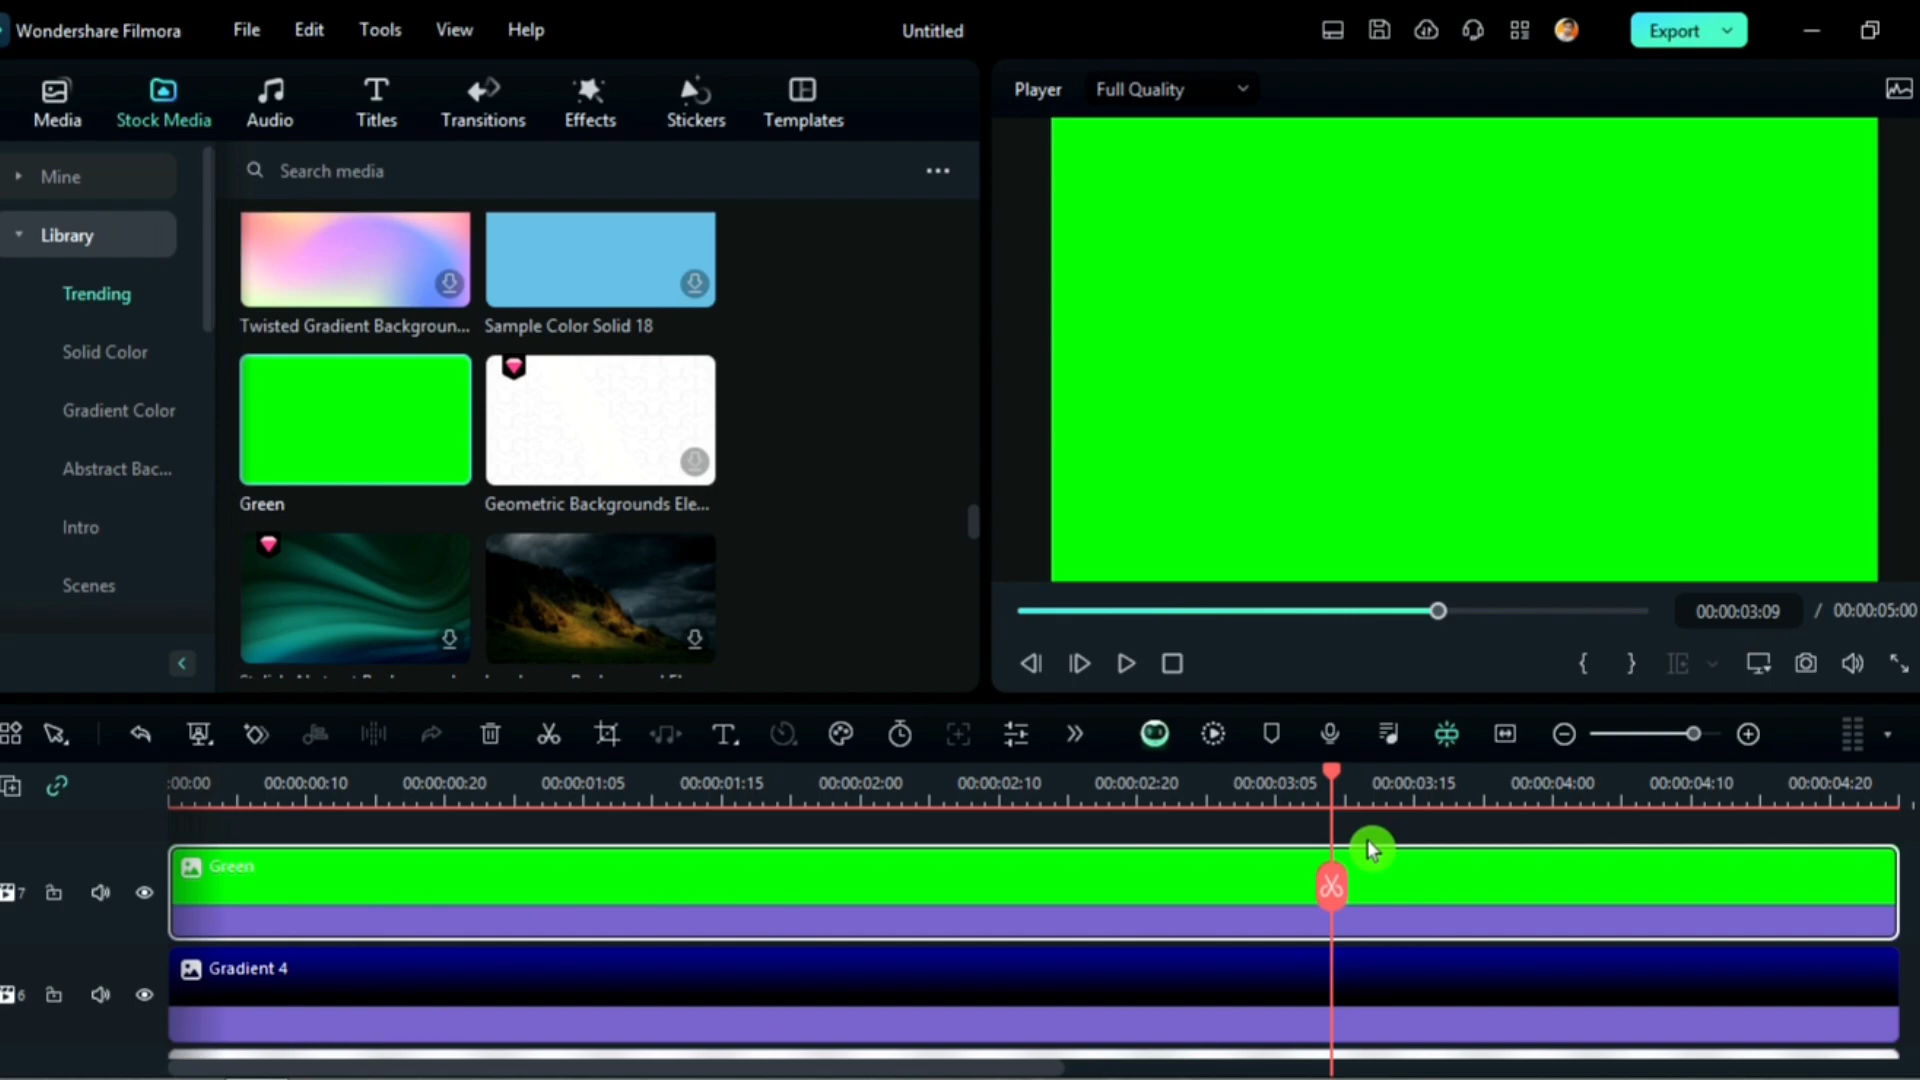 Wondershare Filmora File Edit Tools View Help Untitled Export
Media Stock Media Audio Titles Transitions Effects Stickers Templates
Player Full Quality
Mine
Library
Trending
Solid Color
Gradient Color
Abstract Bac...
Intro
Scenes
Search media
Twisted Gradient Backgroun... Sample Color Solid 18
Green Geometric Backgrounds Ele...
00:00:03:09 / 00:00:05:00
:00:00 00:00:00:10 00:00:00:20 00:00:01:05 00:00:01:15 00:00:02:00 00:00:02:10 00:00:02:20 00:00:03:05 00:00:03:15 00:00:04:00 00:00:04:10 00:00:04:20
7 Green
6 Gradient 4